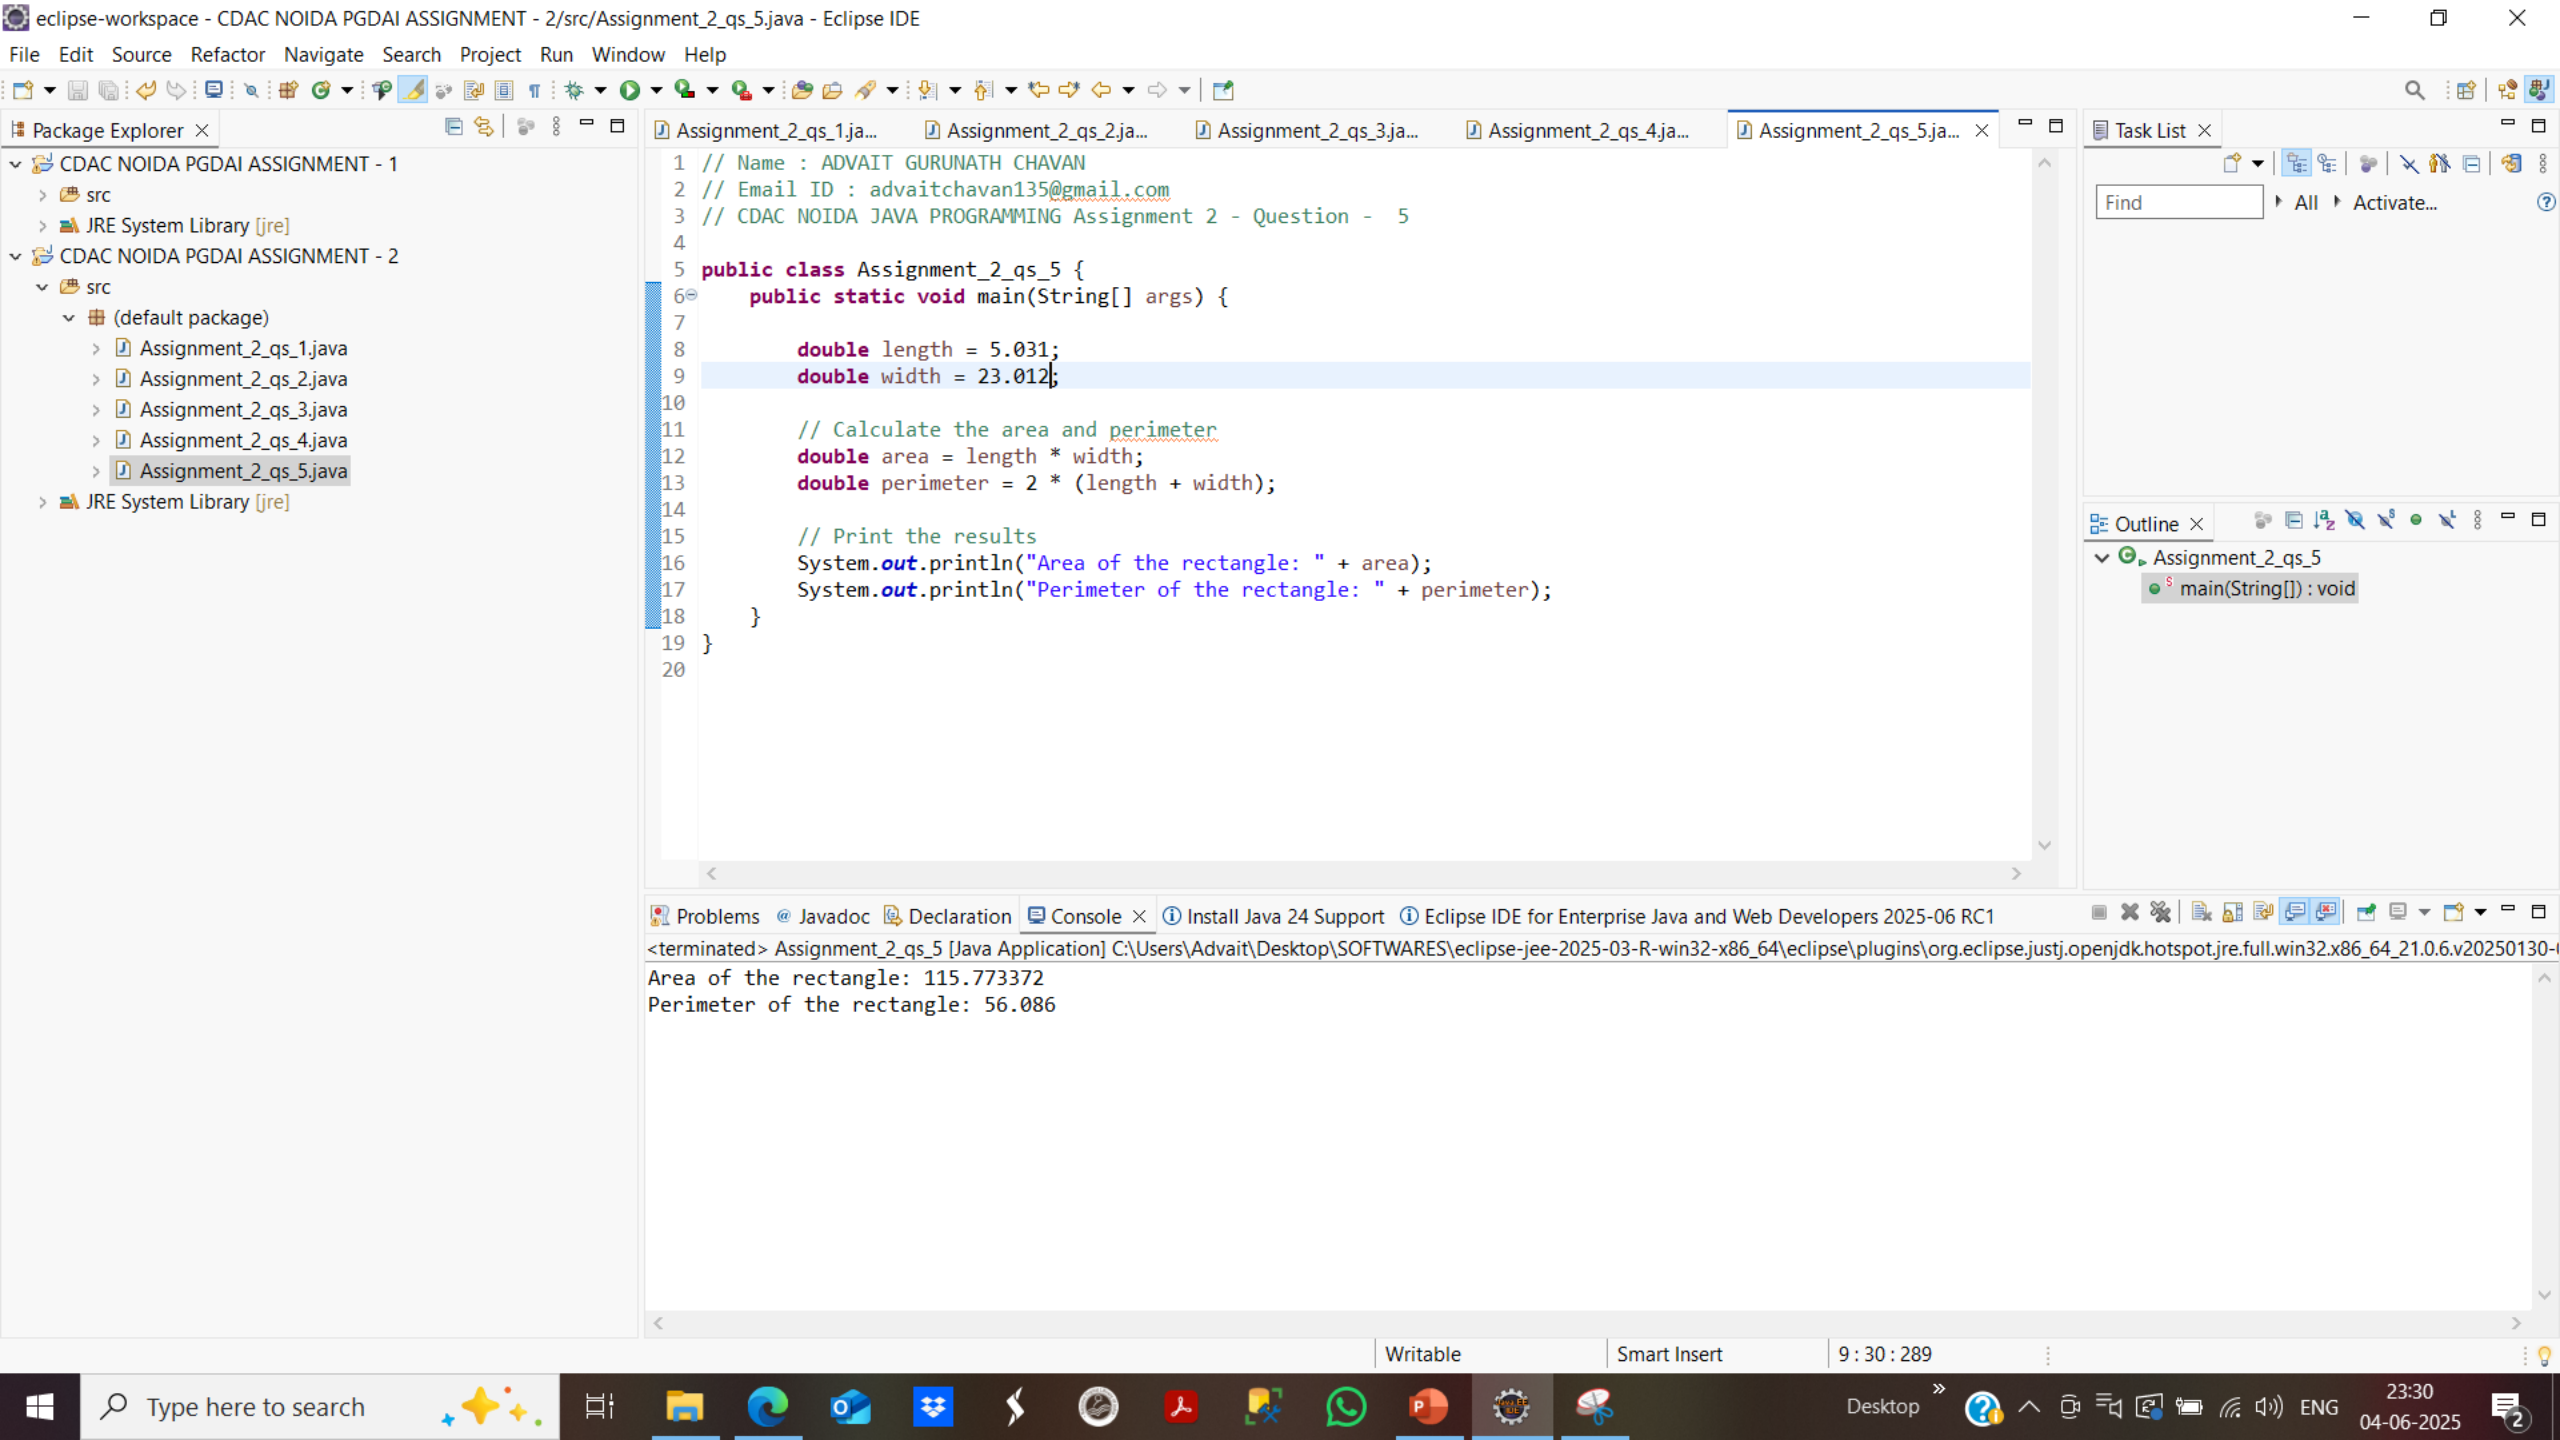 eclipse-workspace - CDAC NOIDA PGDAI ASSIGNMENT - 2/src/Assignment_2_qs_5.java - Eclipse IDE
File Edit Source Refactor Navigate Search Project Run Window Help
Package Explorer
CDAC NOIDA PGDAI ASSIGNMENT - 1
src
JRE System Library [jre]
CDAC NOIDA PGDAI ASSIGNMENT - 2
src
(default package)
Assignment_2_qs_1.java
Assignment_2_qs_2.java
Assignment_2_qs_3.java
Assignment_2_qs_4.java
Assignment_2_qs_5.java
JRE System Library [jre]
Assignment_2_qs_1.ja... Assignment_2_qs_2.ja... Assignment_2_qs_3.ja... Assignment_2_qs_4.ja... Assignment_2_qs_5.ja...
1 // Name : ADVAIT GURUNATH CHAVAN
2 // Email ID : advaitchavan135@gmail.com
3 // CDAC NOIDA JAVA PROGRAMMING Assignment 2 - Question -  5
4
5 public class Assignment_2_qs_5 {
6     public static void main(String[] args) {
7
8         double length = 5.031;
9         double width = 23.012;
10
11         // Calculate the area and perimeter
12         double area = length * width;
13         double perimeter = 2 * (length + width);
14
15         // Print the results
16         System.out.println("Area of the rectangle: " + area);
17         System.out.println("Perimeter of the rectangle: " + perimeter);
18     }
19 }
20
Task List
Find All Activate...
Outline
Assignment_2_qs_5
main(String[]) : void
Problems @ Javadoc Declaration Console Install Java 24 Support Eclipse IDE for Enterprise Java and Web Developers 2025-06 RC1
<terminated> Assignment_2_qs_5 [Java Application] C:\Users\Advait\Desktop\SOFTWARES\eclipse-jee-2025-03-R-win32-x86_64\eclipse\plugins\org.eclipse.justj.openjdk.hotspot.jre.full.win32.x86_64_21.0.6.v20250130-
Area of the rectangle: 115.773372
Perimeter of the rectangle: 56.086
Writable Smart Insert 9 : 30 : 289
Type here to search
Desktop ENG
23:30
04-06-2025
2